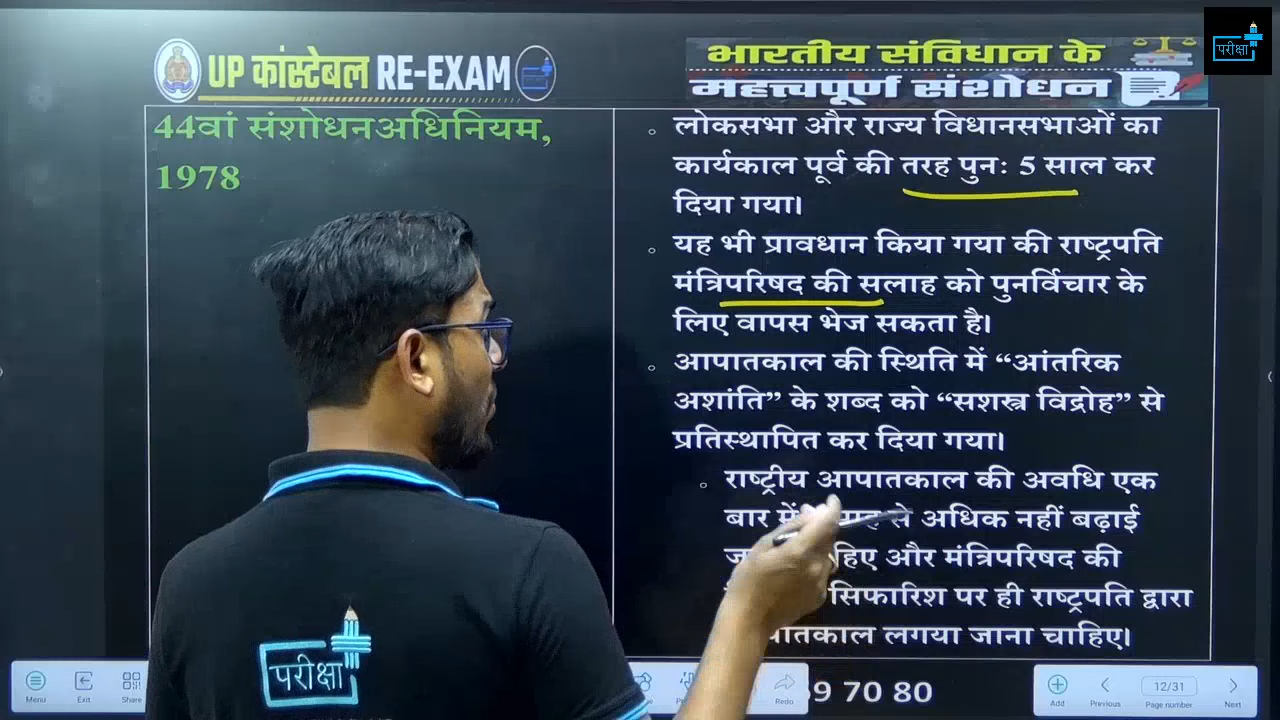 परीक्षा
UP कांस्टेबल RE-EXAM
भारतीय संविधान के
महत्त्वपूर्ण संशोधन
44वां संशोधनअधिनियम,
1978
लोकसभा और राज्य विधानसभाओं का
कार्यकाल पूर्व की तरह पुनः 5 साल कर
दिया गया।
यह भी प्रावधान किया गया की राष्ट्रपति
मंत्रिपरिषद की सलाह को पुनर्विचार के
लिए वापस भेज सकता है।
आपातकाल की स्थिति में “आंतरिक
अशांति” के शब्द को “सशस्त्र विद्रोह” से
प्रतिस्थापित कर दिया गया।
राष्ट्रीय आपातकाल की अवधि एक
बार में से अधिक नहीं बढ़ाई
और मंत्रिपरिषद की
सिफारिश पर ही राष्ट्रपति द्वारा
लगया जाना चाहिए।
परीक्षा
Menu Exit Share Redo
9 70 80
Add Previous 12/31 Page number Next